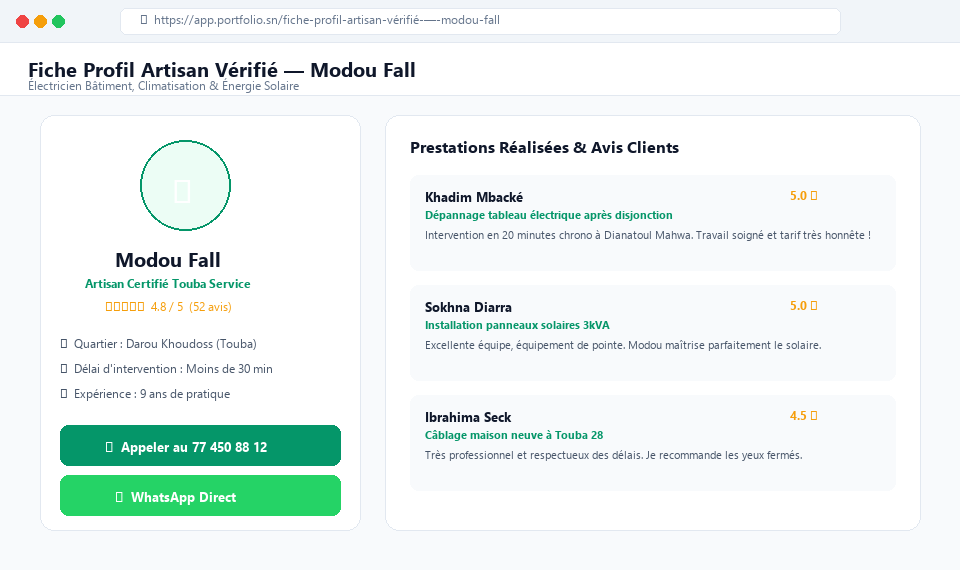 https://app.portfolio.sn/fiche-profil-artisan-vérifié-—-modou-fall
Fiche Profil Artisan Vérifié — Modou Fall
Électricien Bâtiment, Climatisation & Énergie Solaire
Modou Fall
Artisan Certifié Touba Service
4.8 / 5 (52 avis)
Quartier : Darou Khoudoss (Touba)
Délai d'intervention : Moins de 30 min
Expérience : 9 ans de pratique
Appeler au 77 450 88 12
WhatsApp Direct
Prestations Réalisées & Avis Clients
Khadim Mbacké
5.0
Dépannage tableau électrique après disjonction
Intervention en 20 minutes chrono à Dianatoul Mahwa. Travail soigné et tarif très honnête !
Sokhna Diarra
5.0
Installation panneaux solaires 3kVA
Excellente équipe, équipement de pointe. Modou maîtrise parfaitement le solaire.
Ibrahima Seck
4.5
Câblage maison neuve à Touba 28
Très professionnel et respectueux des délais. Je recommande les yeux fermés.